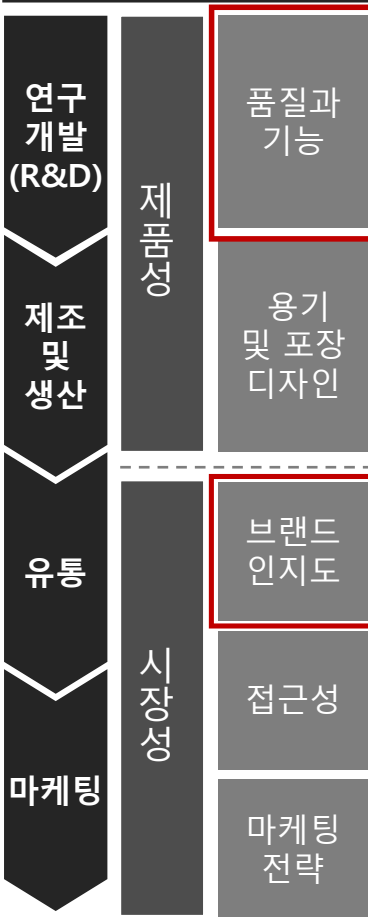 연구
개발
(R&D)
제조
및
생산
유통
마케팅
제품성
시장성
품질과
기능
용기
및 포장
디자인
브랜드
인지도
접근성
마케팅
전략